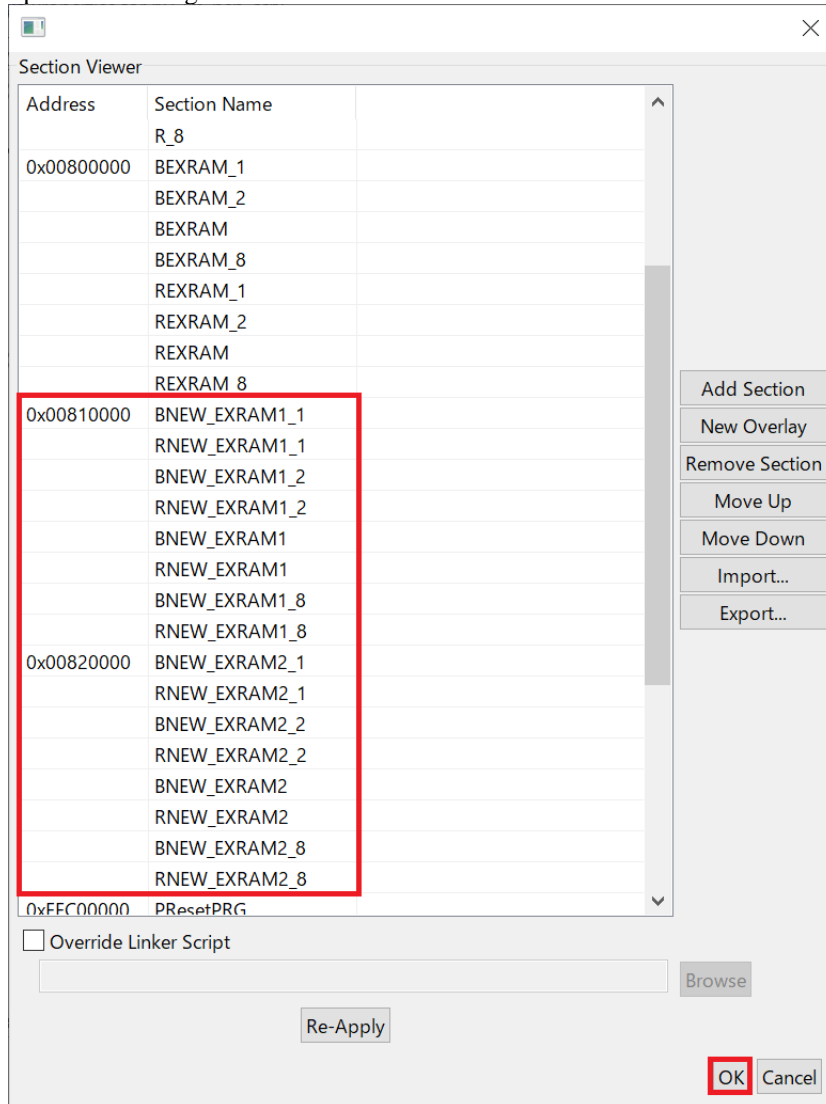 Section Viewer
Address Section Name
R_8
0x00800000 BEXRAM_1
BEXRAM_2
BEXRAM
BEXRAM_8
REXRAM_1
REXRAM_2
REXRAM
REXRAM_8
0x00810000 BNEW_EXRAM1_1
RNEW_EXRAM1_1
BNEW_EXRAM1_2
RNEW_EXRAM1_2
BNEW_EXRAM1
RNEW_EXRAM1
BNEW_EXRAM1_8
RNEW_EXRAM1_8
0x00820000 BNEW_EXRAM2_1
RNEW_EXRAM2_1
BNEW_EXRAM2_2
RNEW_EXRAM2_2
BNEW_EXRAM2
RNEW_EXRAM2
BNEW_EXRAM2_8
RNEW_EXRAM2_8
0xFFC00000 PResetPRG
Add Section
New Overlay
Remove Section
Move Up
Move Down
Import...
Export...
Override Linker Script
Browse
Re-Apply
OK Cancel